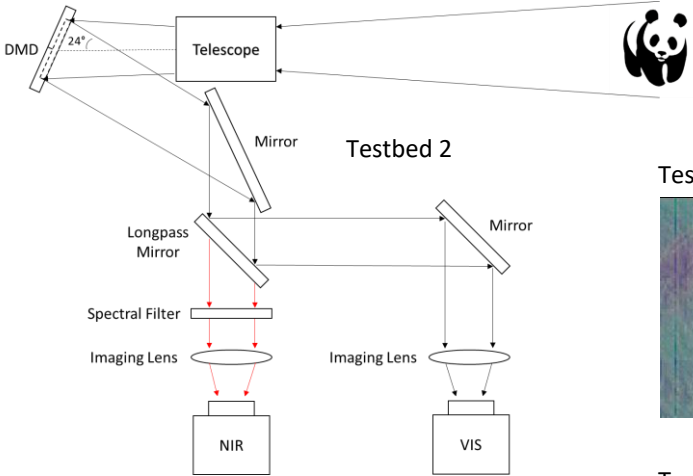 DMD
24°
Telescope
Mirror
Testbed 2
Tes
Longpass
Mirror
Mirror
Spectral Filter
Imaging Lens
Imaging Lens
NIR
VIS